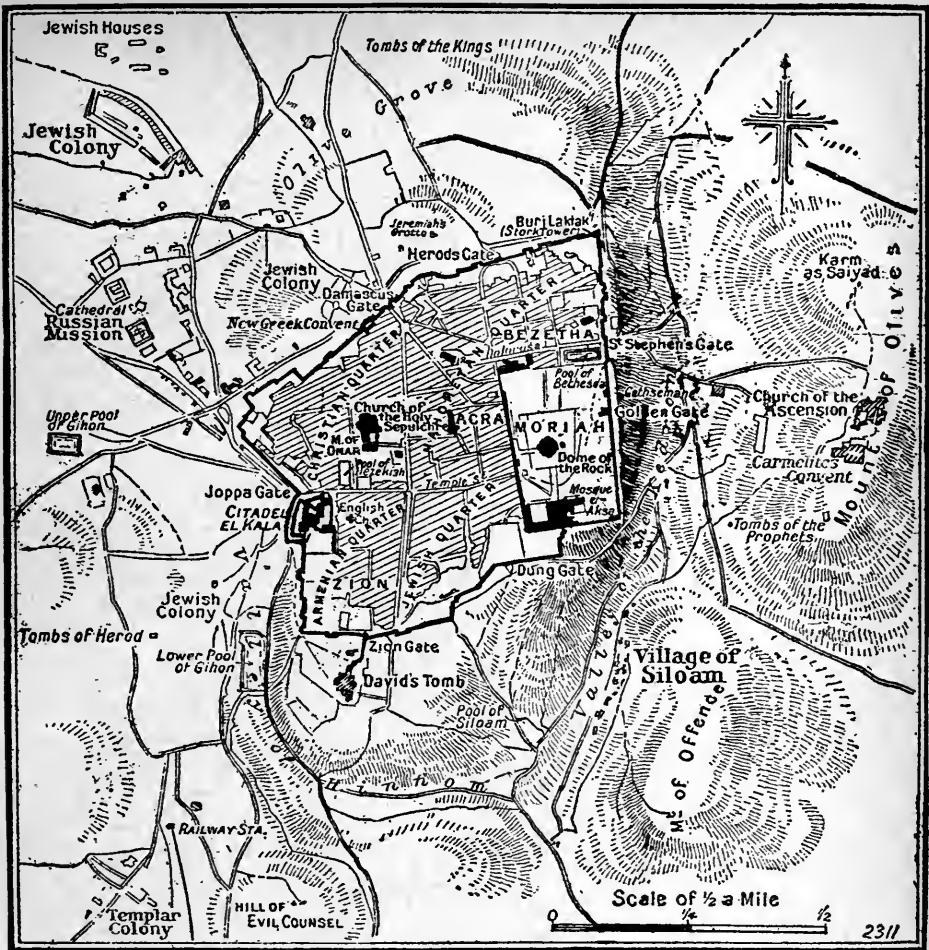 Jewish Houses
Tombs of the Kings
Jewish
Colony
Olive Grove
Jeremiah's
Grotto
Burj Laklak
(Stork Tower)
Herods Gate
Karm
as Saiyad
Jewish
Colony
Damascus
Gate
New Greek Convent
Cathedral
Russian
Mission
BEZETHA
St Stephen's Gate
Pool of
Bethesda
Gethsemane
Golden Gate
Church of the
Ascension
Mount of Olives
Upper Pool
of Gihon
CHRISTIAN QUARTER
QUARTER
Church of
the Holy
Sepulchre
ACRA
MORIAH
M. OF
OMAR
Dome of
the Rock
Carmelites
Convent
Pool of
Hezekiah
Temple S
Joppa Gate
CITADEL
EL KALA
English
Mosque
el
Aksa
Tombs of the
Prophets
ARMENIAN QUARTER
JEWISH QUARTER
ZION
Dung Gate
Jewish
Colony
Tombs of Herod
Lower Pool
of Gihon
Zion Gate
David's Tomb
Village of
Siloam
Pool of
Siloam
Valley of
Hinnom
Mt of Offence
RAILWAY STA.
Templar
Colony
HILL OF
EVIL COUNSEL
Scale of ½ a Mile
0 ¼ ½
2311